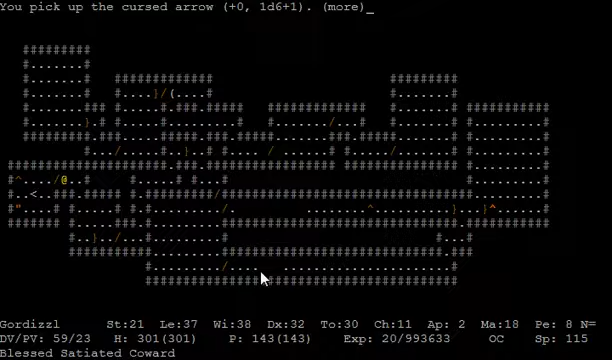 You pick up the cursed arrow (+0, 1d6+1). (more)_
Gordizzl St:21 Le:37 Wi:38 Dx:32 To:30 Ch:11 Ap: 2 Ma:18 Pe: 8 N=
DV/PV: 59/23 H: 301(301) P: 143(143) Exp: 20/993633 OC Sp: 115
Blessed Satiated Coward